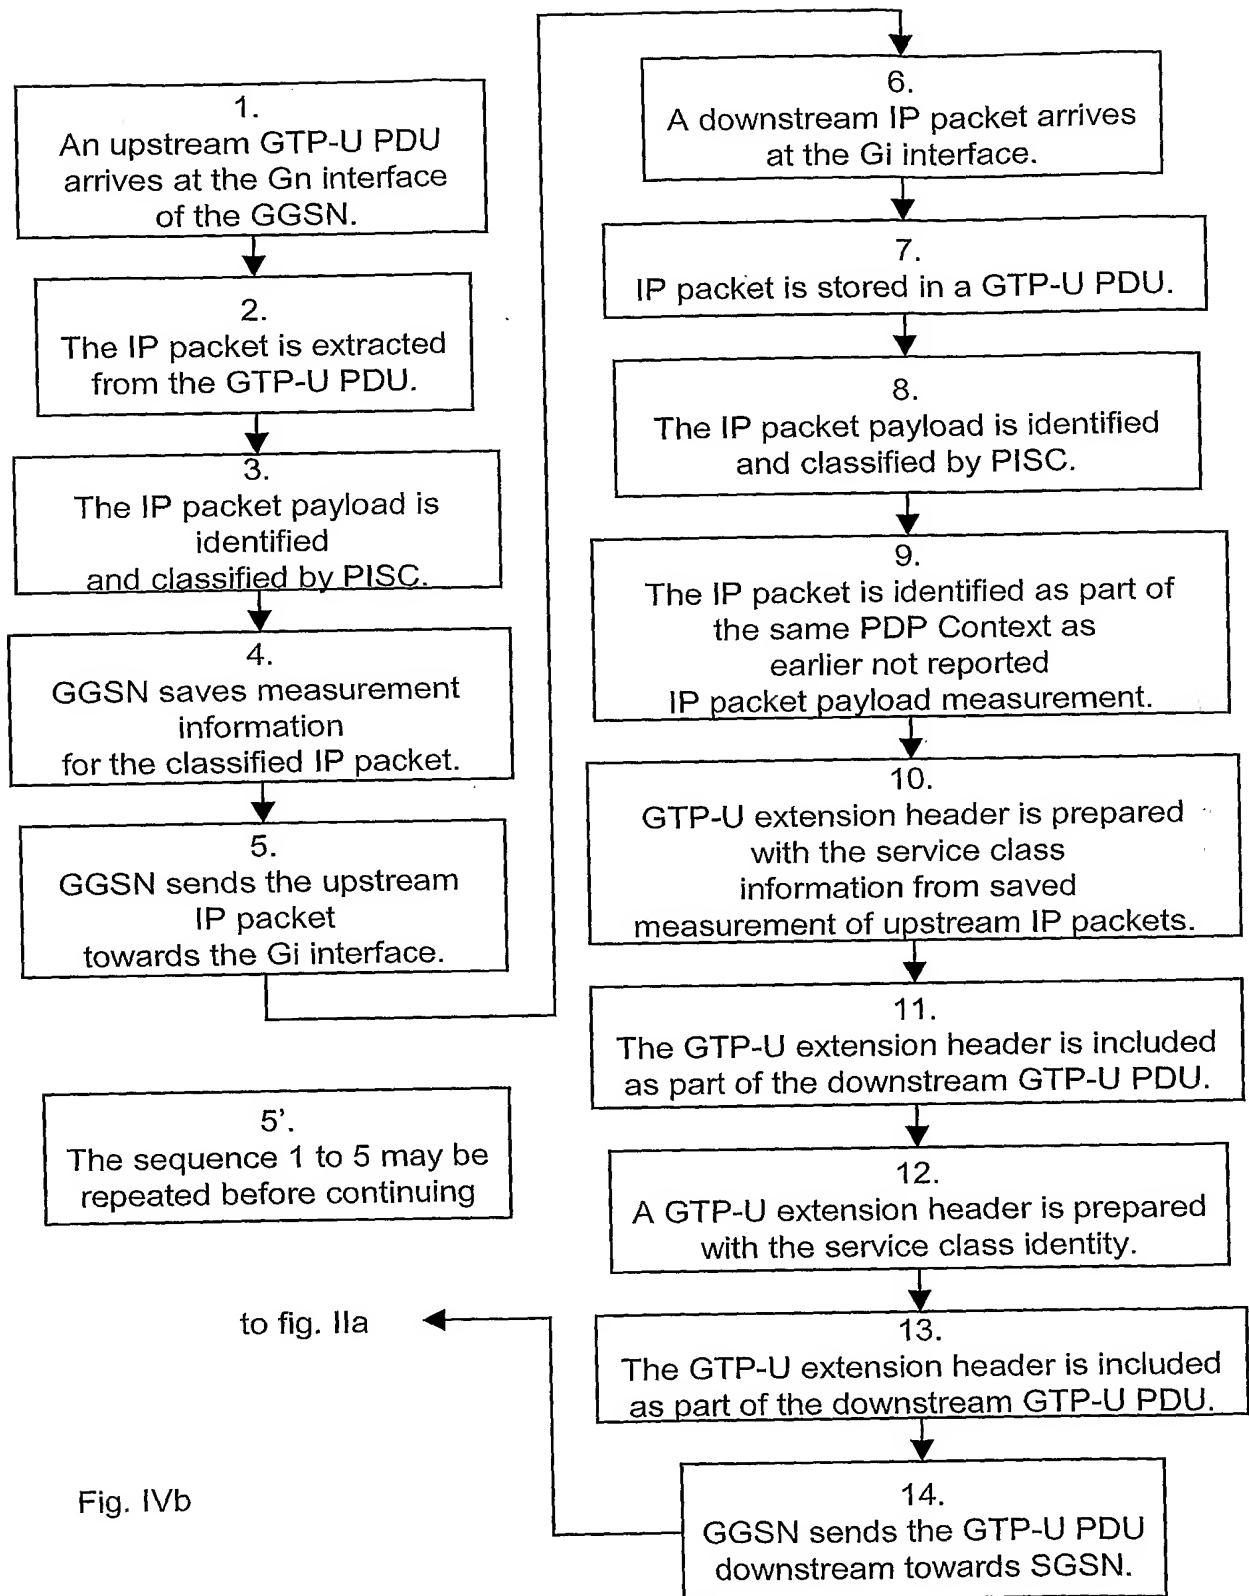 1.
An upstream GTP-U PDU
arrives at the Gn interface
of the GGSN.
2.
The IP packet is extracted
from the GTP-U PDU.
3.
The IP packet payload is
identified
and classified by PISC.
4.
GGSN saves measurement
information
for the classified IP packet.
5.
GGSN sends the upstream
IP packet
towards the Gi interface.
5'.
The sequence 1 to 5 may be
repeated before continuing
6.
A downstream IP packet arrives
at the Gi interface.
7.
IP packet is stored in a GTP-U PDU.
8.
The IP packet payload is identified
and classified by PISC.
9.
The IP packet is identified as part of
the same PDP Context as
earlier not reported
IP packet payload measurement.
10.
GTP-U extension header is prepared
with the service class
information from saved
measurement of upstream IP packets.
11.
The GTP-U extension header is included
as part of the downstream GTP-U PDU.
12.
A GTP-U extension header is prepared
with the service class identity.
13.
The GTP-U extension header is included
as part of the downstream GTP-U PDU.
14.
GGSN sends the GTP-U PDU
downstream towards SGSN.
to fig. IIa
Fig. IVb